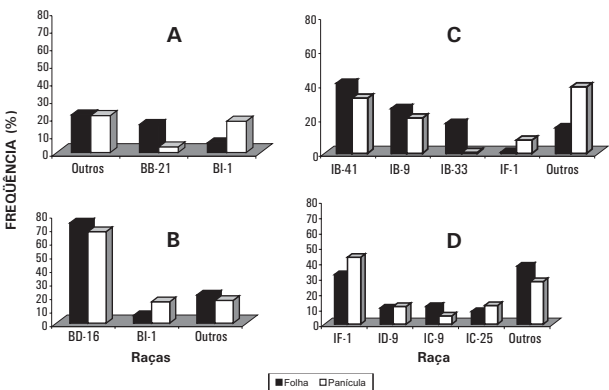 FREQÜÊNCIA (%)
A
80
70
60
50
40
30
20
10
0
Outros BB-21 BI-1
C
80
60
40
20
0
IB-41 IB-9 IB-33 IF-1 Outros
B
80
70
60
50
40
30
20
10
0
BD-16 BI-1 Outros
Raças
D
80
70
60
50
40
30
20
10
0
IF-1 ID-9 IC-9 IC-25 Outros
Raça
Folha Panícula